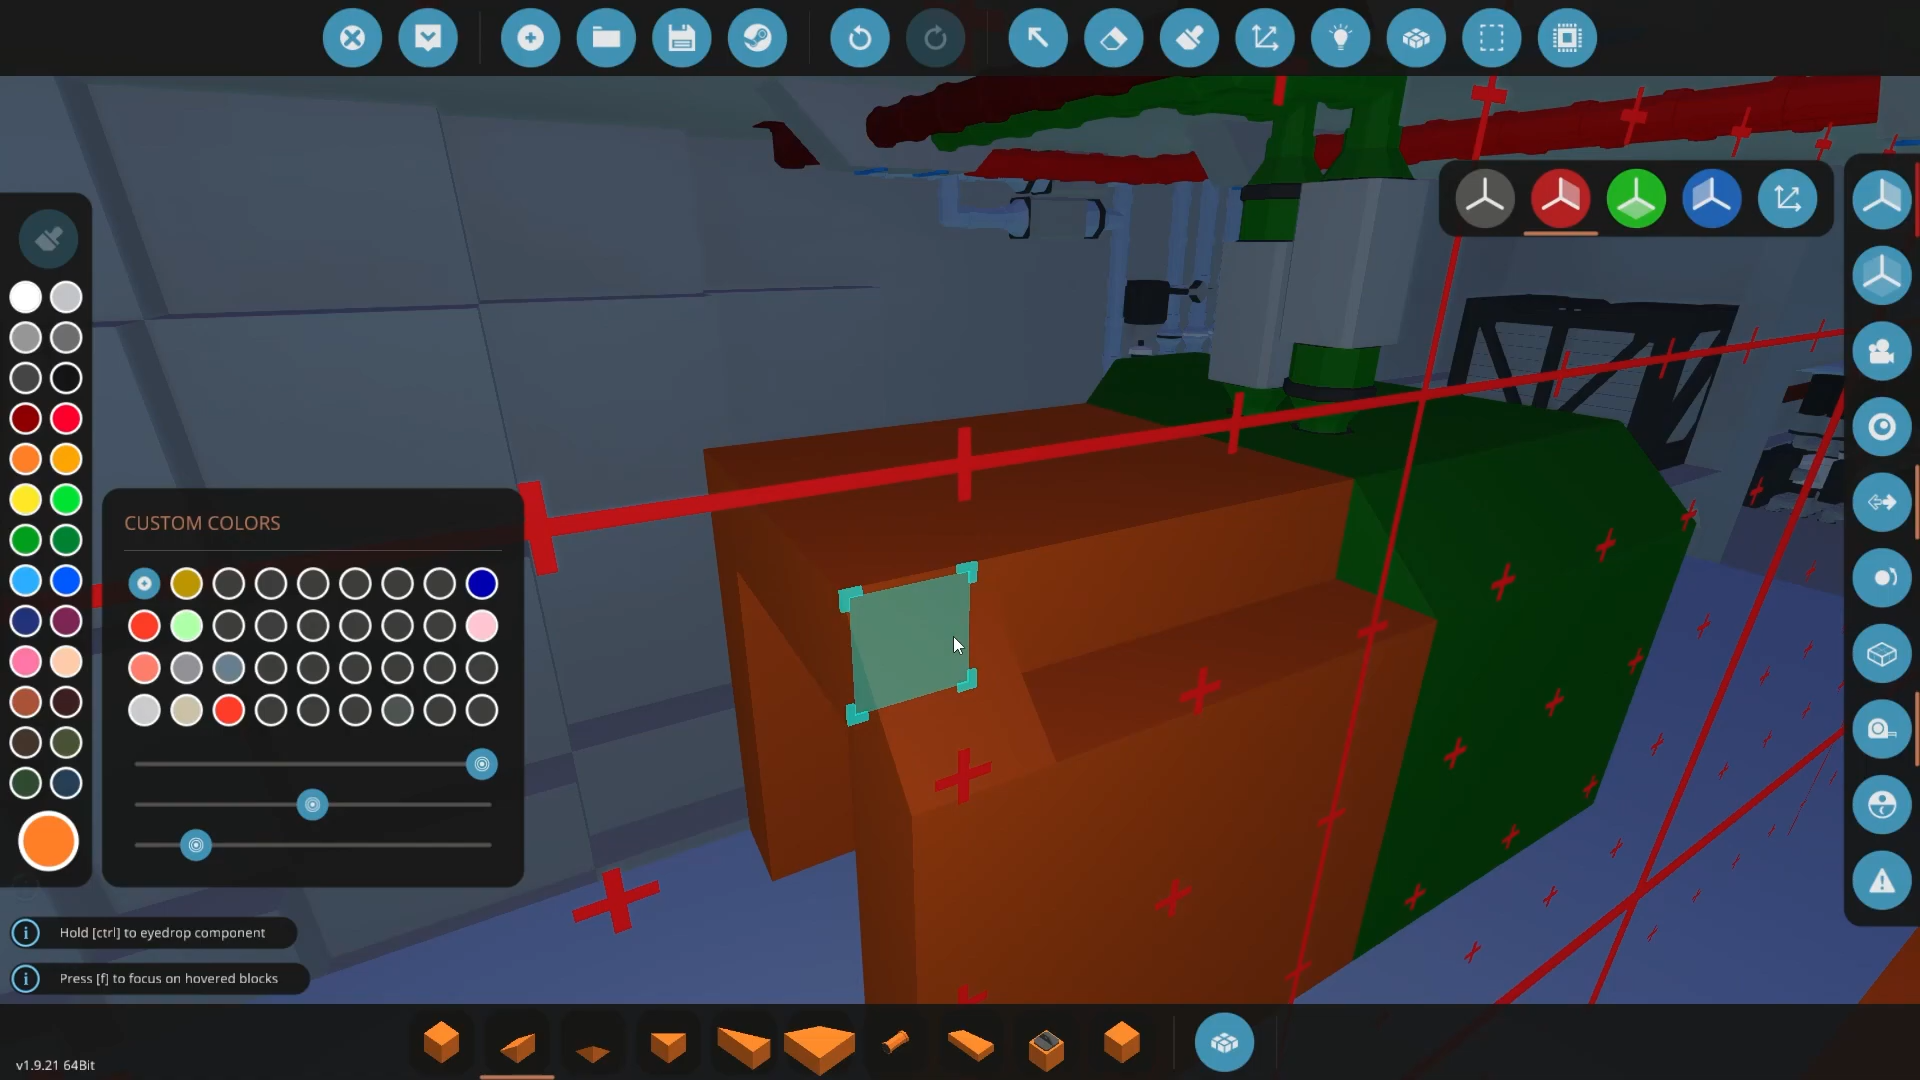 CUSTOM COLORS
Hold [ctrl] to eyedrop component
Press [f] to focus on hovered blocks
v1.9.21 64Bit